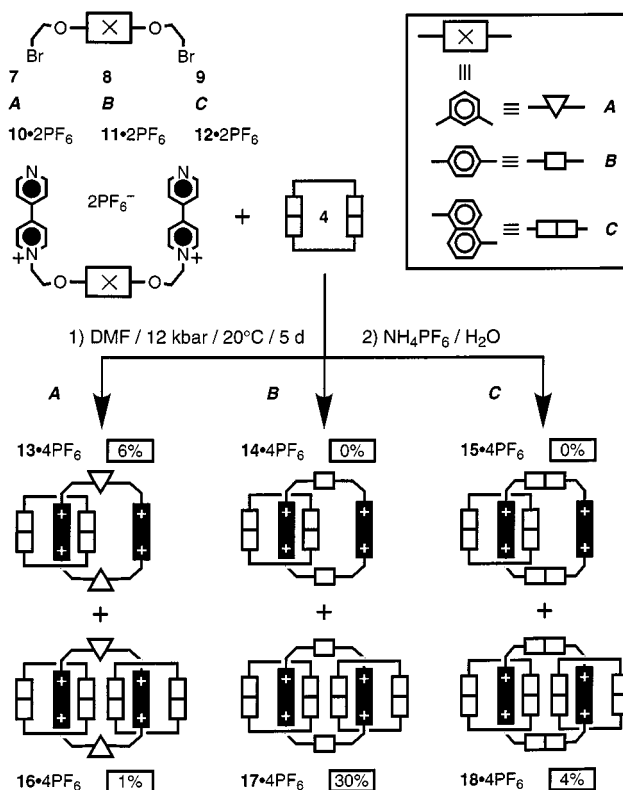 O X O
Br Br
7 8 9
A B C
10•2PF₆ 11•2PF₆ 12•2PF₆
N N
2PF₆⁻
N N
+ +
O X O
+
4
X
≡
≡ A
≡ B
≡ C
1) DMF / 12 kbar / 20°C / 5 d 2) NH₄PF₆ / H₂O
A B C
13•4PF₆ 6% 14•4PF₆ 0% 15•4PF₆ 0%
+ + + + + +
+ + + + + +
+ + +
+ + + + + +
+ + + + + +
16•4PF₆ 1% 17•4PF₆ 30% 18•4PF₆ 4%